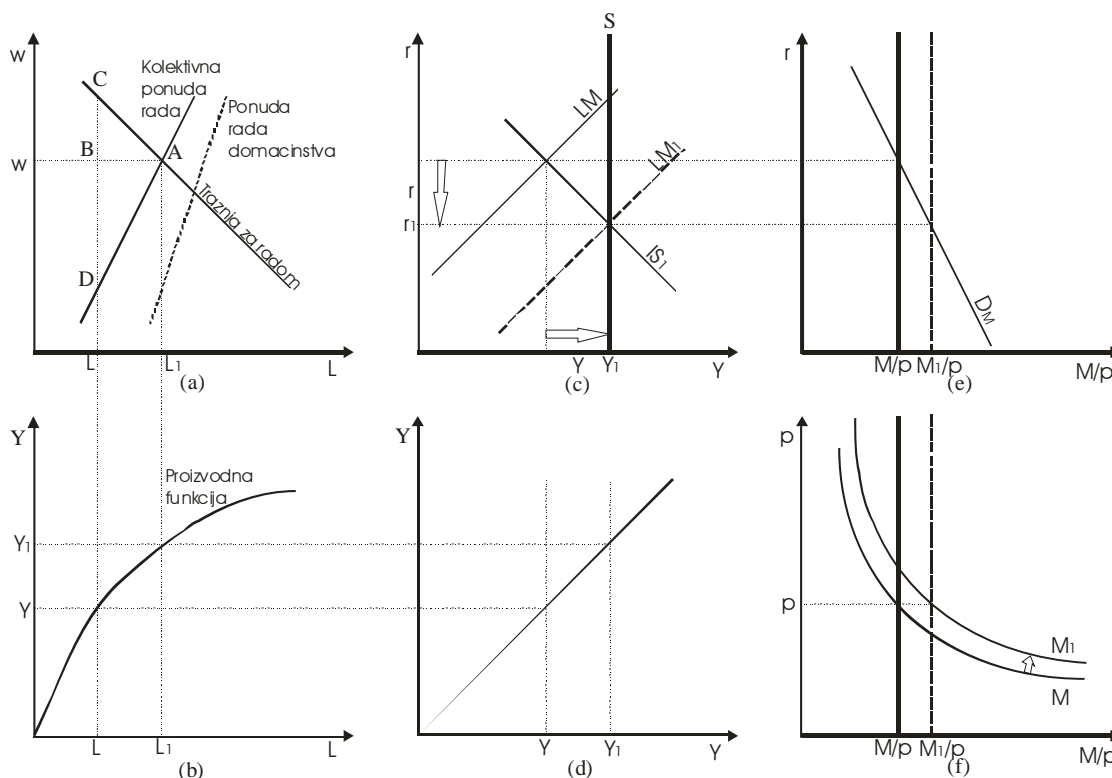 w
C
Kolektivna
ponuda
rada
Ponuda
rada
domacinstva
B
A
w
Traznja za radom
D
L
L1
L
(a)
S
r
LM
LM1
r
r1
IS1
Y
Y1
Y
(c)
r
DM
M/p
M1/p
M/p
(e)
Y
Proizvodna
funkcija
Y1
Y
L
L1
L
(b)
Y
Y
Y1
Y
(d)
p
p
M1
M
M/p
M1/p
M/p
(f)